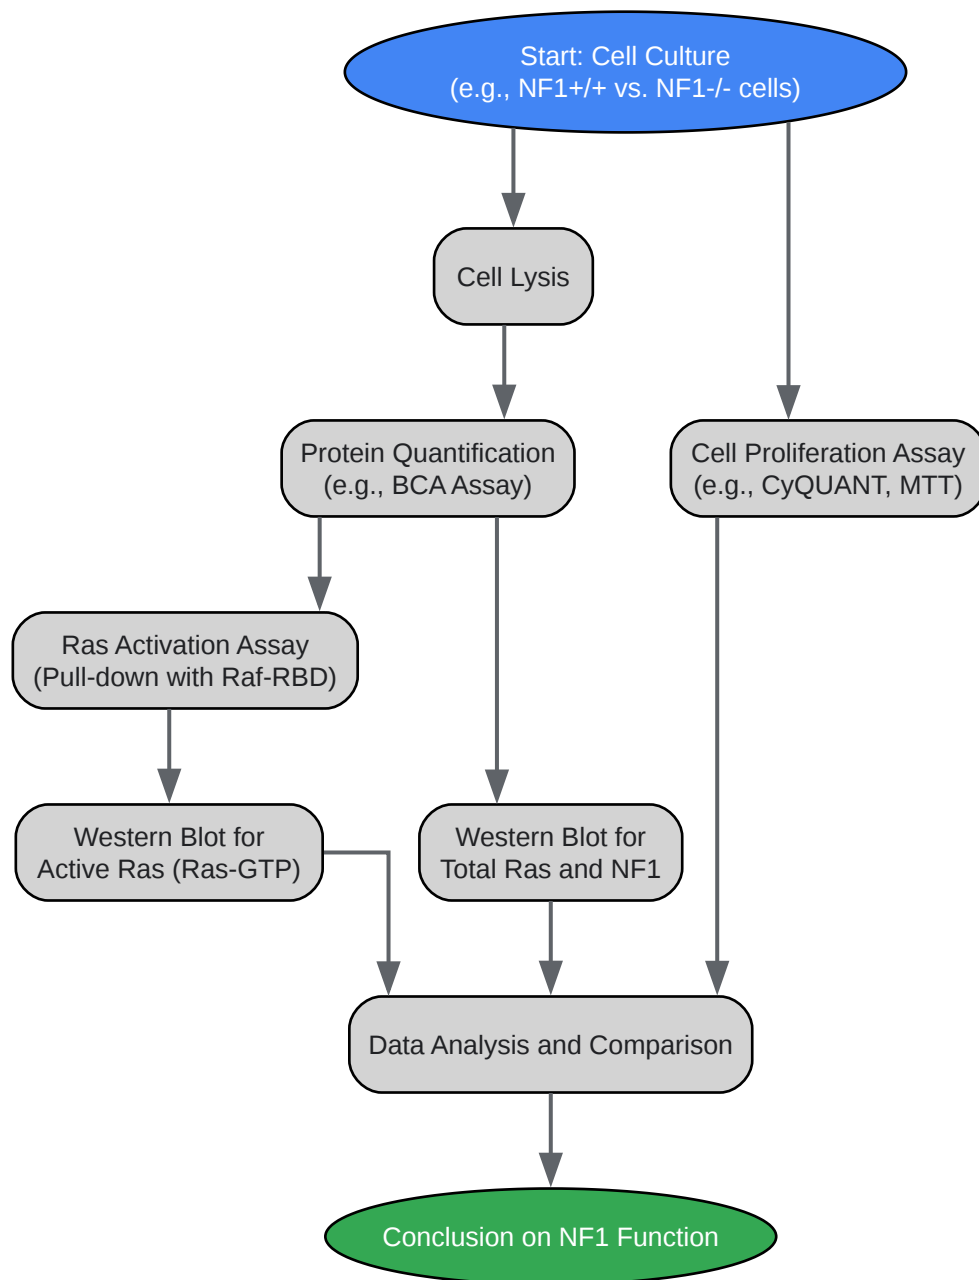 Start: Cell Culture
(e.g., NF1+/+ vs. NF1-/- cells)
Cell Lysis
Protein Quantification
(e.g., BCA Assay)
Cell Proliferation Assay
(e.g., CyQUANT, MTT)
Ras Activation Assay
(Pull-down with Raf-RBD)
Western Blot for
Active Ras (Ras-GTP)
Western Blot for
Total Ras and NF1
Data Analysis and Comparison
Conclusion on NF1 Function